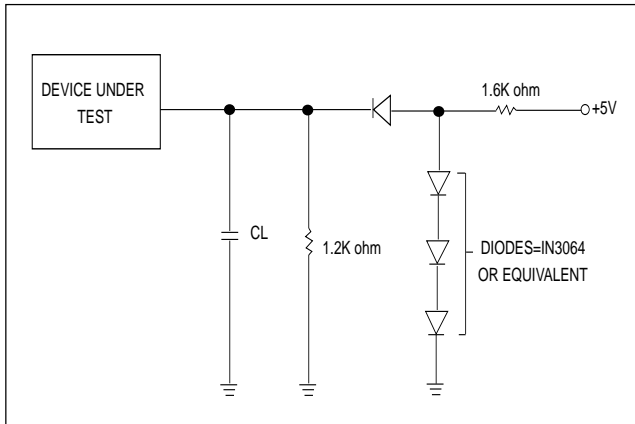 DEVICE UNDER
TEST
1.6K ohm
+5V
CL
1.2K ohm
DIODES=IN3064
OR EQUIVALENT